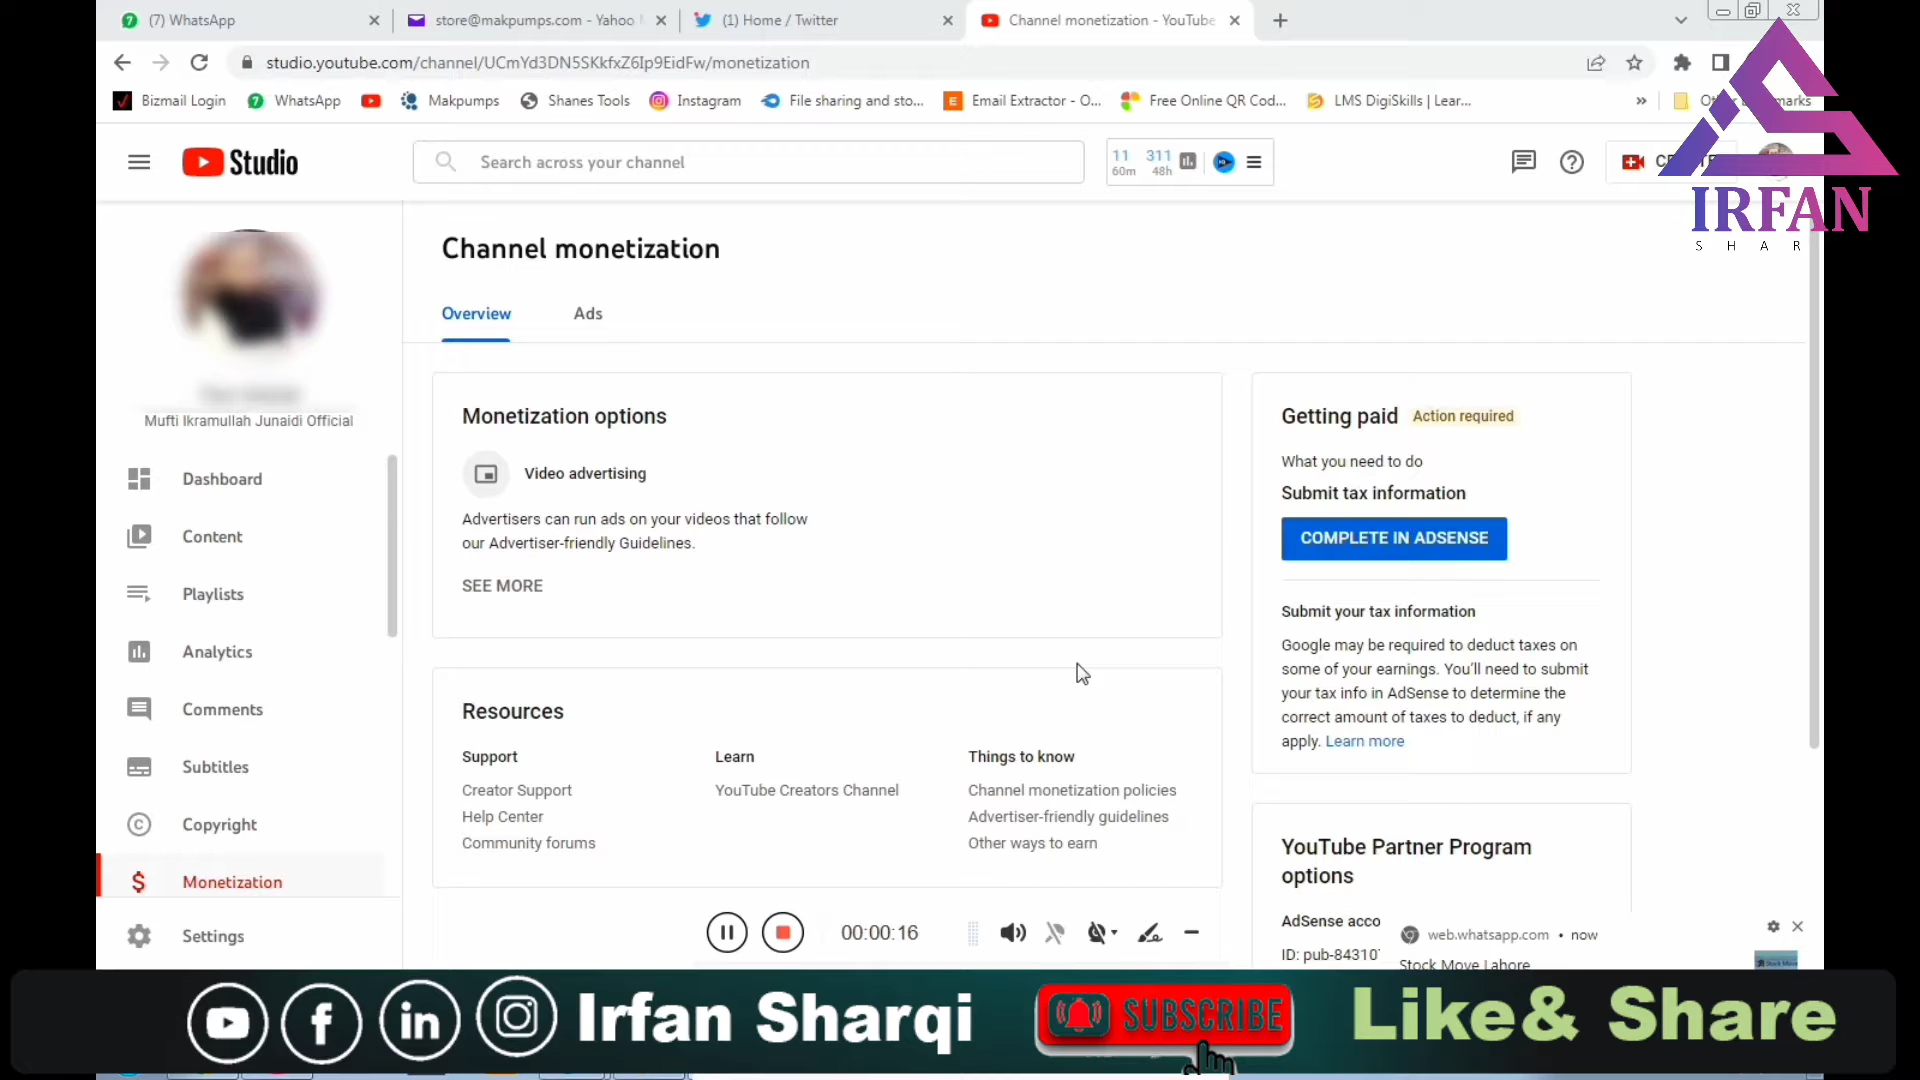 (7) WhatsApp
store@makpumps.com - Yahoo
(1) Home / Twitter
Channel monetization - YouTube
studio.youtube.com/channel/UCmYd3DN5SKkfxZ6Ip9EidFw/monetization
Bizmail Login
WhatsApp
Makpumps
Shanes Tools
Instagram
File sharing and sto...
Email Extractor - O...
Free Online QR Cod...
LMS DigiSkills | Lear...
»
Studio
Search across your channel
11
60m
311
48h
IRFAN
S H A R
Mufti Ikramullah Junaidi Official
Dashboard
Content
Playlists
Analytics
Comments
Subtitles
Copyright
Monetization
Settings
Channel monetization
Overview
Ads
Monetization options
Video advertising
Advertisers can run ads on your videos that follow
our Advertiser-friendly Guidelines.
SEE MORE
Resources
Support
Creator Support
Help Center
Community forums
Learn
YouTube Creators Channel
Things to know
Channel monetization policies
Advertiser-friendly guidelines
Other ways to earn
Getting paid
Action required
What you need to do
Submit tax information
COMPLETE IN ADSENSE
Submit your tax information
Google may be required to deduct taxes on
some of your earnings. You'll need to submit
your tax info in AdSense to determine the
correct amount of taxes to deduct, if any
apply. Learn more
YouTube Partner Program
options
AdSense acco
ID: pub-84310
web.whatsapp.com • now
Stock Move Lahore
00:00:16
Irfan Sharqi
SUBSCRIBE
Like& Share